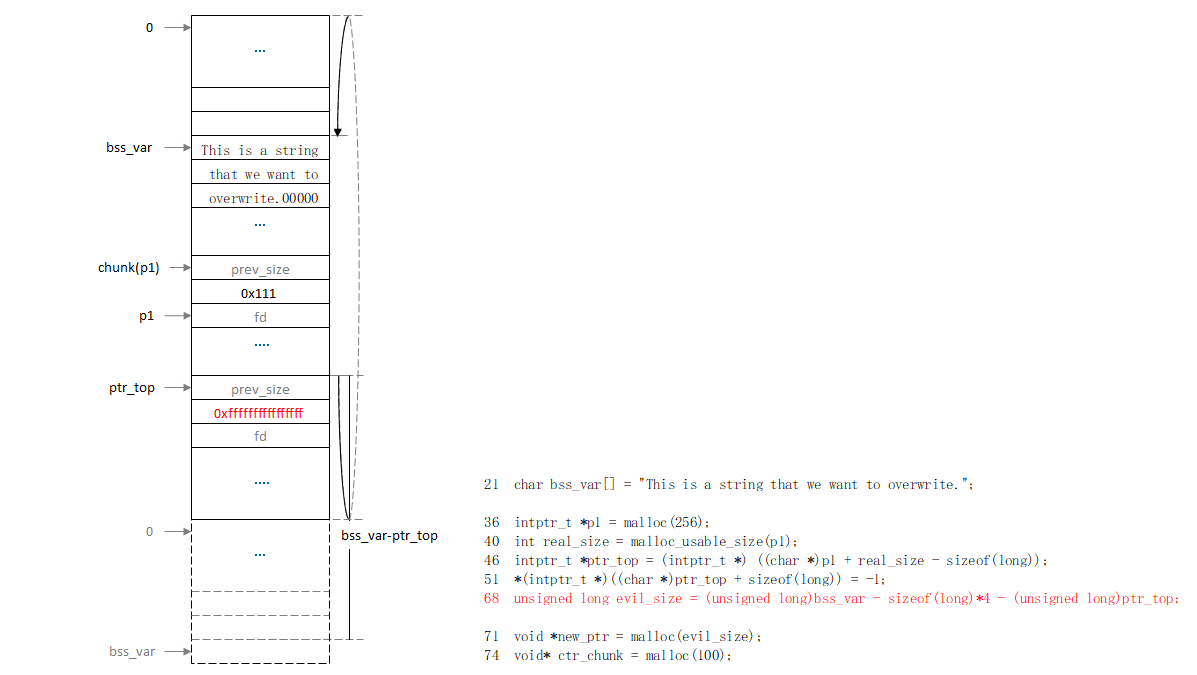 0
...
bss_var
This is a string
that we want to
overwrite.00000
...
chunk(p1)
prev_size
0x111
p1
fd
....
ptr_top
prev_size
0xffffffffffffffff
fd
....
0
...
bss_var-ptr_top
bss_var
21 char bss_var[] = "This is a string that we want to overwrite.";
36 intptr_t *p1 = malloc(256);
40 int real_size = malloc_usable_size(p1);
46 intptr_t *ptr_top = (intptr_t *) ((char *)p1 + real_size - sizeof(long));
51 *(intptr_t *)((char *)ptr_top + sizeof(long)) = -1;
68 unsigned long evil_size = (unsigned long)bss_var - sizeof(long)*4 - (unsigned long)ptr_top;
71 void *new_ptr = malloc(evil_size);
74 void* ctr_chunk = malloc(100);